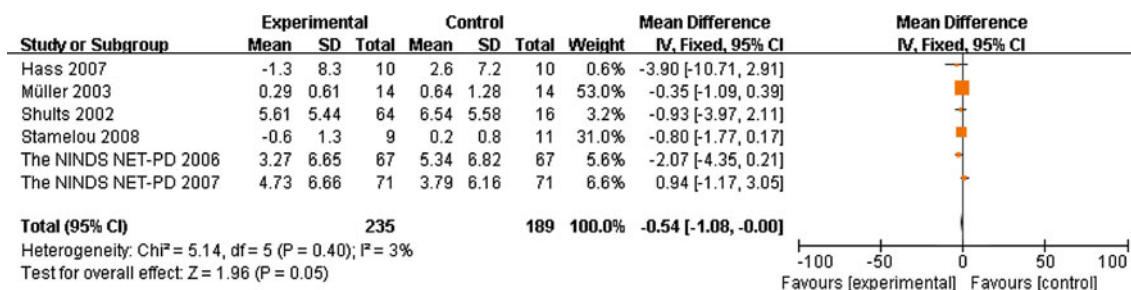 Experimental Control Mean Difference Mean Difference
Study or Subgroup Mean SD Total Mean SD Total Weight IV, Fixed, 95% CI IV, Fixed, 95% CI
Hass 2007 -1.3 8.3 10 2.6 7.2 10 0.6% -3.90 [-10.71, 2.91]
Müller 2003 0.29 0.61 14 0.64 1.28 14 53.0% -0.35 [-1.09, 0.39]
Shults 2002 5.61 5.44 64 6.54 5.58 16 3.2% -0.93 [-3.97, 2.11]
Stamelou 2008 -0.6 1.3 9 0.2 0.8 11 31.0% -0.80 [-1.77, 0.17]
The NINDS NET-PD 2006 3.27 6.65 67 5.34 6.82 67 5.6% -2.07 [-4.35, 0.21]
The NINDS NET-PD 2007 4.73 6.66 71 3.79 6.16 71 6.6% 0.94 [-1.17, 3.05]
Total (95% CI) 235 189 100.0% -0.54 [-1.08, -0.00]
Heterogeneity: Chi² = 5.14, df = 5 (P = 0.40); I² = 3%
Test for overall effect: Z = 1.96 (P = 0.05)
-100 -50 0 50 100
Favours [experimental] Favours [control]